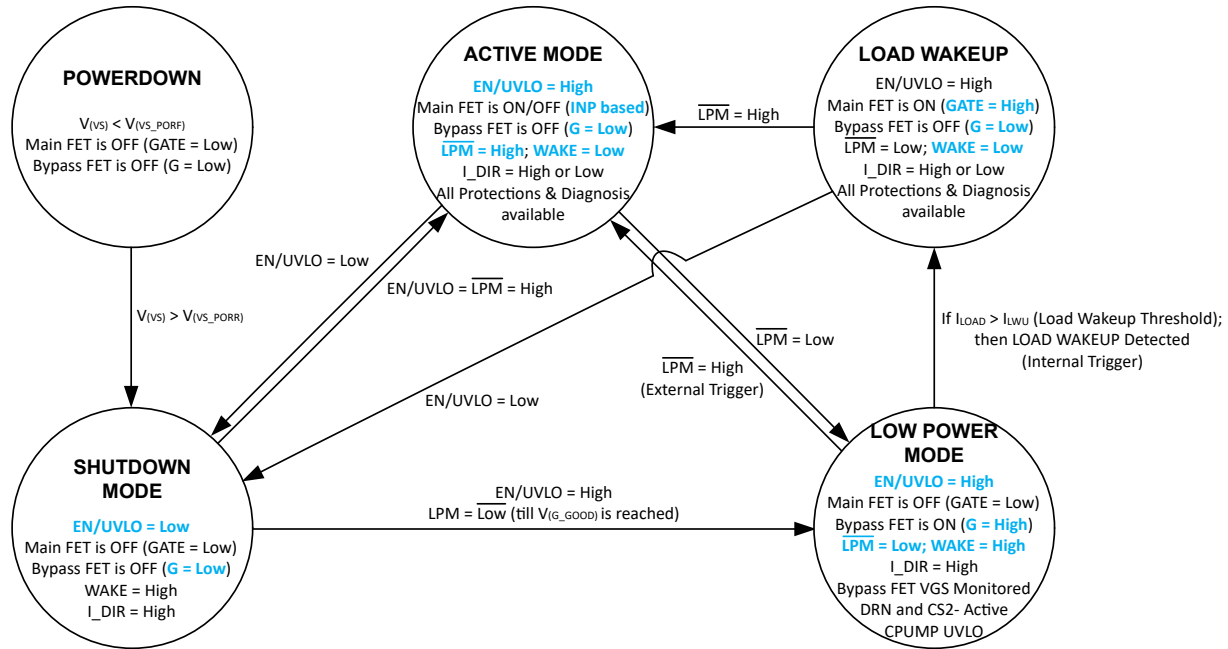 POWERDOWN
V(VS) < V(VS_PORF)
Main FET is OFF (GATE = Low)
Bypass FET is OFF (G = Low)
ACTIVE MODE
EN/UVLO = High
Main FET is ON/OFF (INP based)
Bypass FET is OFF (G = Low)
L̅P̅M̅ = High; WAKE = Low
I_DIR = High or Low
All Protections & Diagnosis
available
LOAD WAKEUP
EN/UVLO = High
Main FET is ON (GATE = High)
Bypass FET is OFF (G = Low)
L̅P̅M̅ = Low; WAKE = Low
I_DIR = High or Low
All Protections & Diagnosis
available
L̅P̅M̅ = High
EN/UVLO = Low
EN/UVLO = L̅P̅M̅ = High
V(VS) > V(VS_PORR)
L̅P̅M̅ = Low
L̅P̅M̅ = High
(External Trigger)
If ILOAD > ILWU (Load Wakeup Threshold);
then LOAD WAKEUP Detected
(Internal Trigger)
EN/UVLO = Low
SHUTDOWN
MODE
EN/UVLO = Low
Main FET is OFF (GATE = Low)
Bypass FET is OFF (G = Low)
WAKE = High
I_DIR = High
EN/UVLO = High
LPM = L̅o̅w̅ (till V(G_GOOD) is reached)
LOW POWER
MODE
EN/UVLO = High
Main FET is OFF (GATE = Low)
Bypass FET is ON (G = High)
L̅P̅M̅ = Low; WAKE = High
I_DIR = High
Bypass FET VGS Monitored
DRN and CS2- Active
CPUMP UVLO